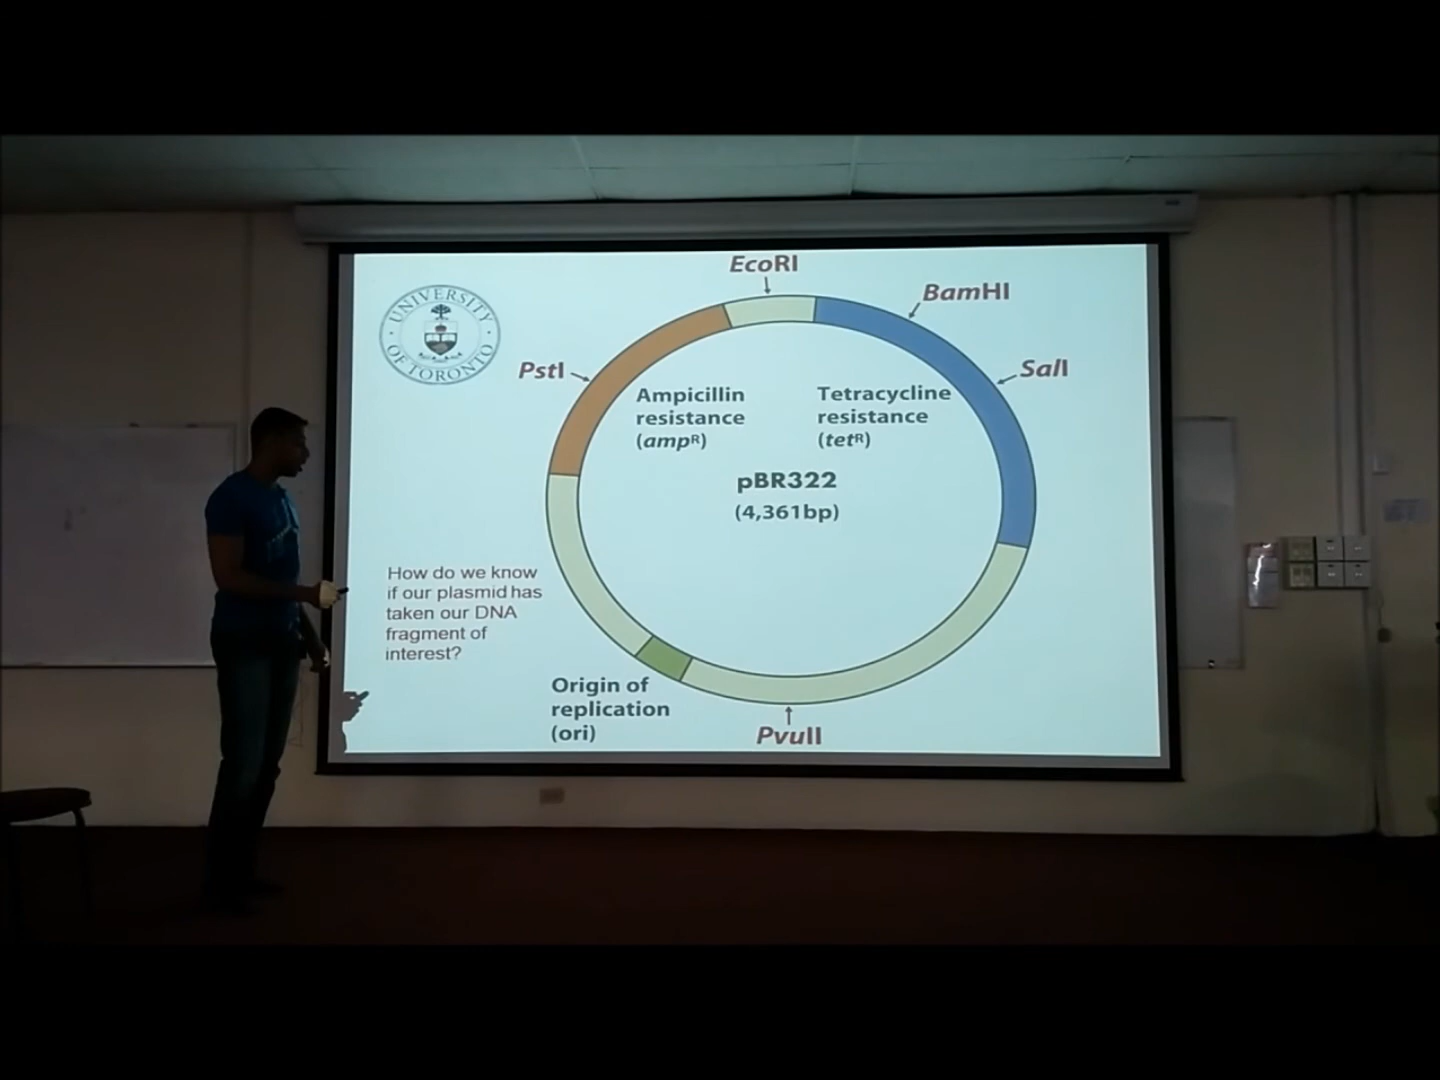 EcoRI
BamHI
UNIVERSITY
OF TORONTO
PstI
SalI
Ampicillin
resistance
(ampR)
Tetracycline
resistance
(tetR)
pBR322
(4,361bp)
How do we know
if our plasmid has
taken our DNA
fragment of
interest?
Origin of
replication
(ori)
PvuII